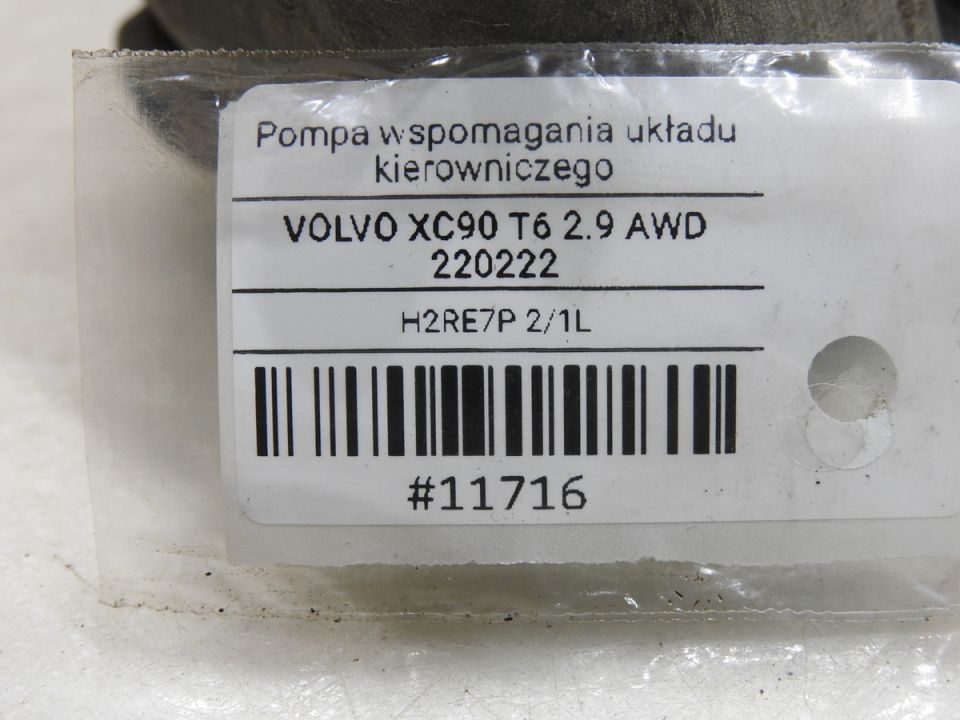 Pompa wspomagania układu
kierowniczego
VOLVO XC90 T6 2.9 AWD
220222
H2RE7P 2/1L
#11716